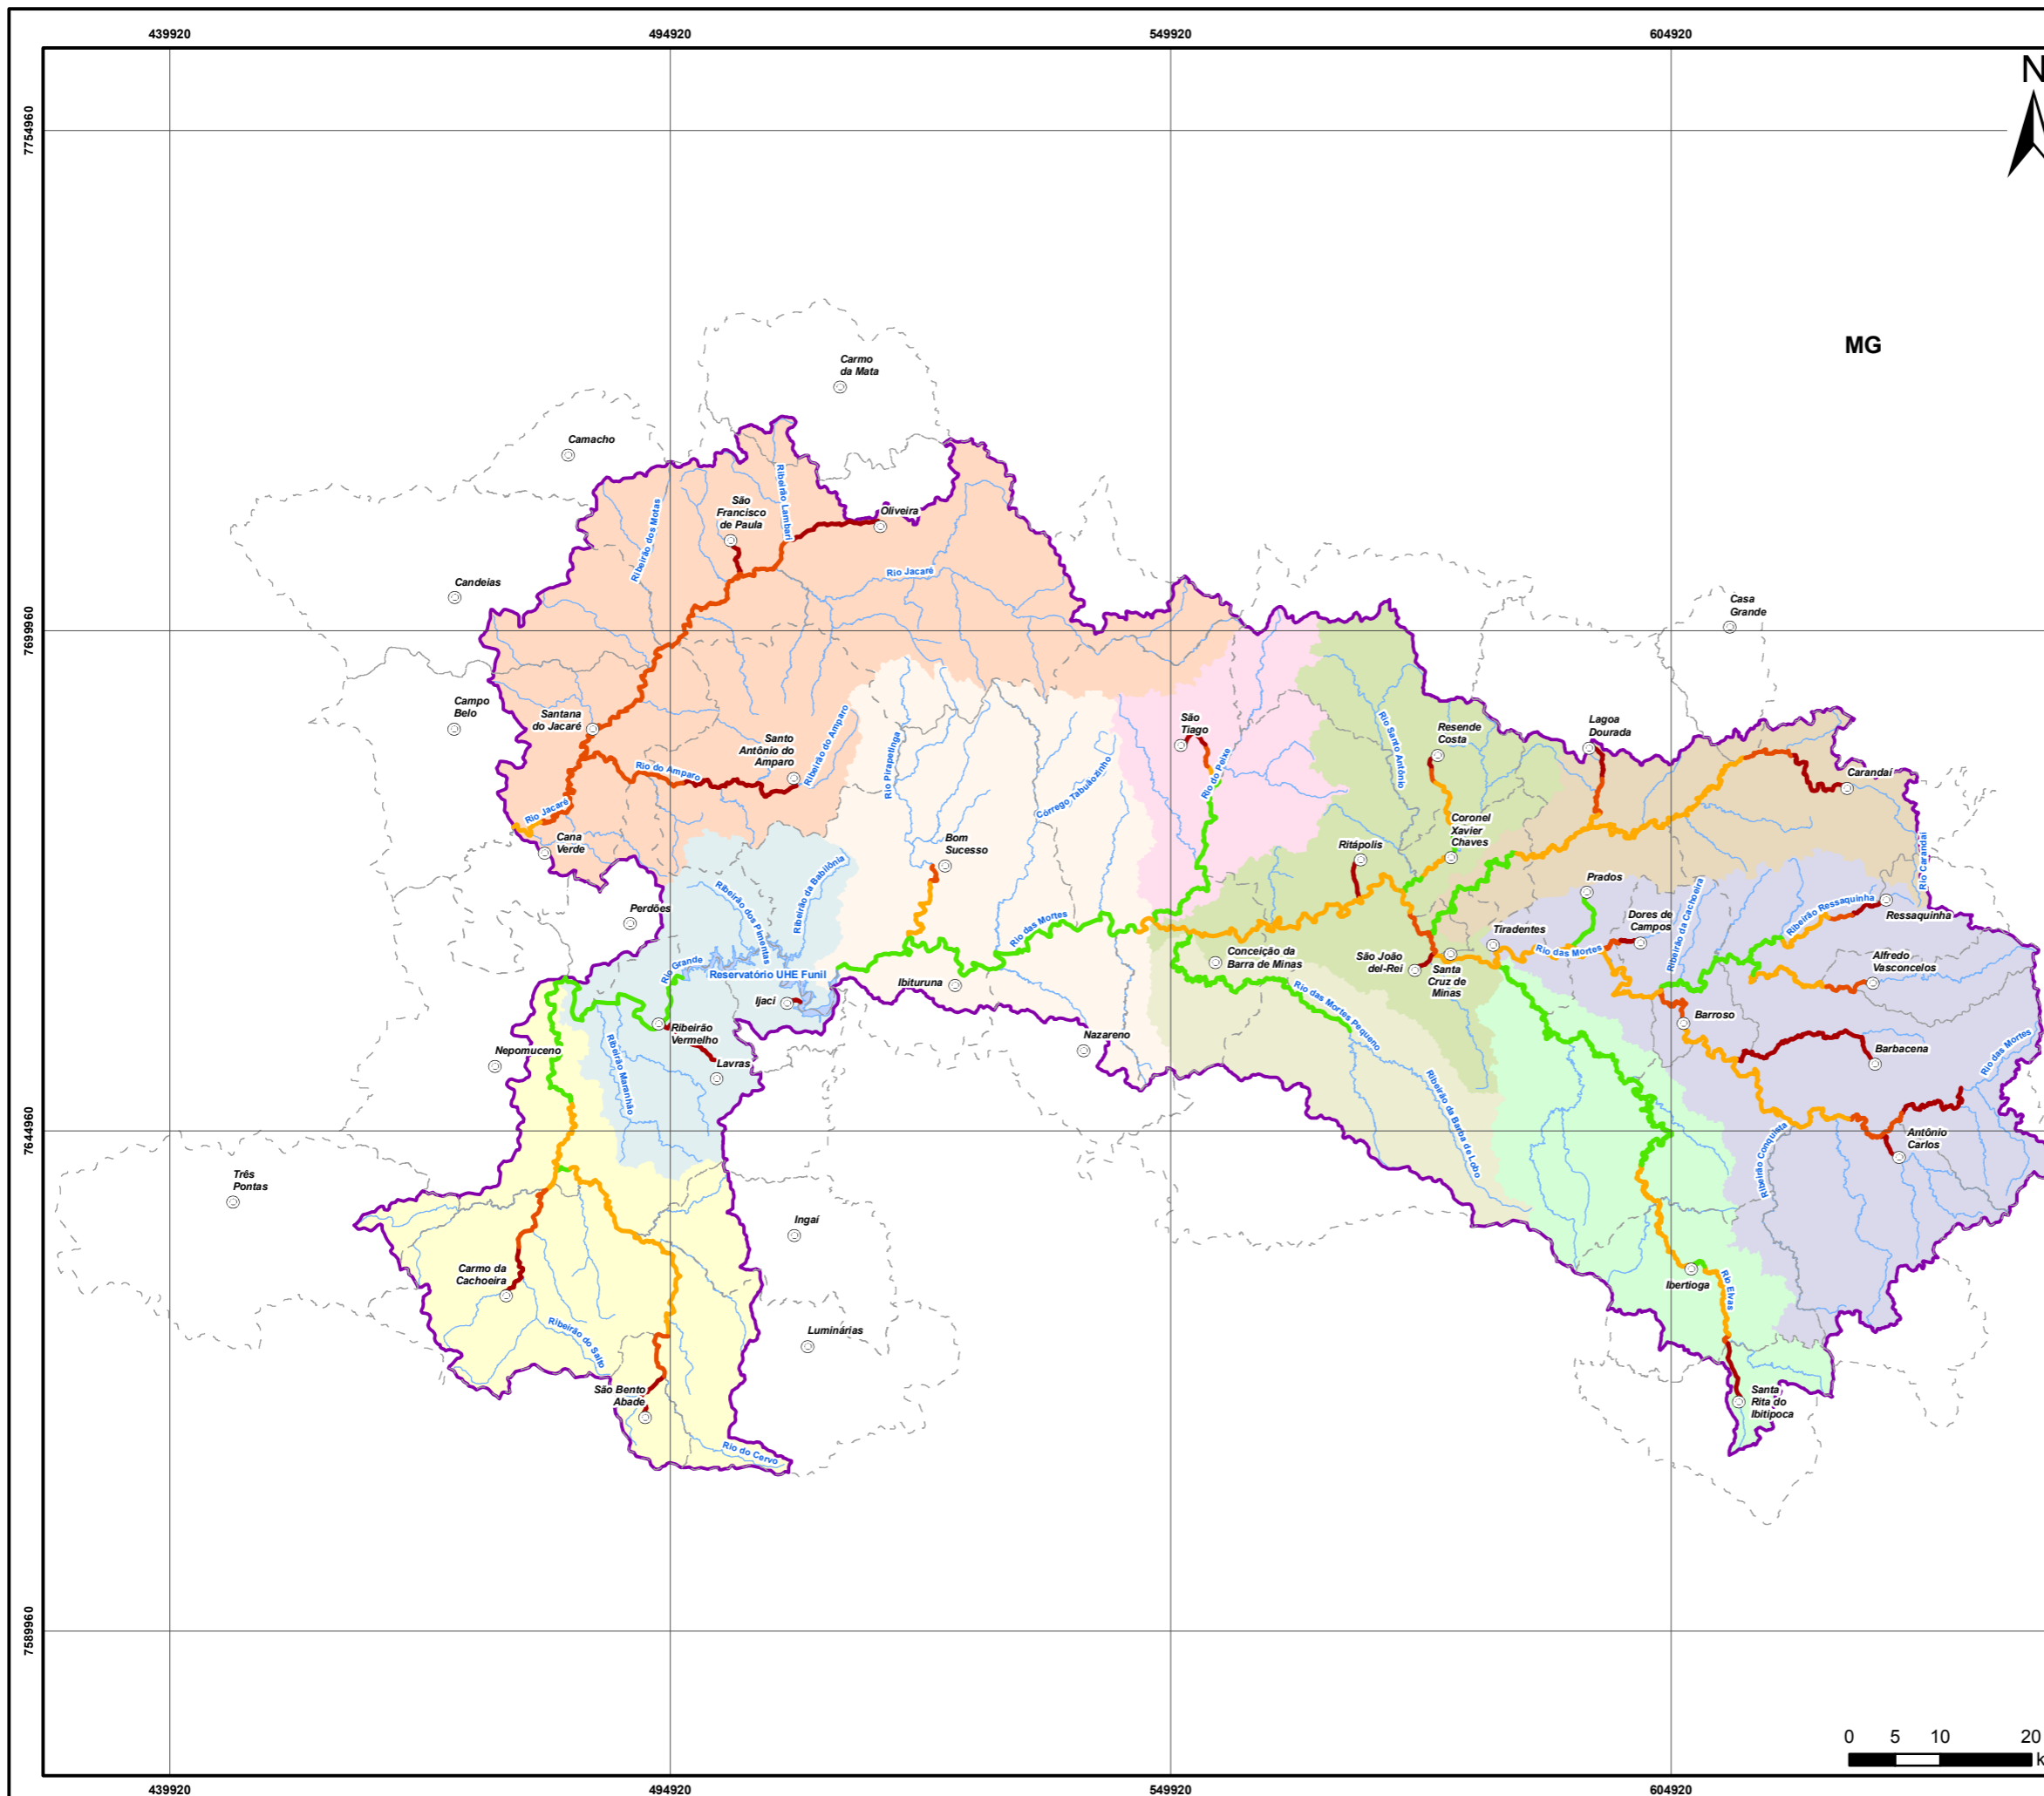 439920
494920
549920
604920
N
7754960
MG
Carmo
da Mata
Camacho
Ribeirão dos Motas
São
Francisco
de Paula
Ribeirão Lambari
Oliveira
Rio Jacaré
Candeias
Casa
Grande
7699960
Campo
Belo
Santana
do Jacaré
Santo
Antônio do
Amparo
Ribeirão do Amparo
Rio do Amparo
Rio Jacaré
Cana
Verde
Rio Pirapetinga
Córrego Tabuãozinho
São
Tiago
Rio do Peixe
Rio Santo Antônio
Resende
Costa
Lagoa
Dourada
Carandaí
Rio Carandaí
Coronel
Xavier
Chaves
Ritápolis
Bom
Sucesso
Ribeirão da Babilônia
Ribeirão dos Pimentas
Perdões
Prados
Dores de
Campos
Ribeirão da Cachoeira
Ribeirão Ressaquinha
Ressaquinha
Rio das Mortes
Tiradentes
Rio das Mortes
Conceição da
Barra de Minas
São João
del-Rei
Santa
Cruz de
Minas
Alfredo
Vasconcelos
Rio Grande
Reservatório UHE Funil
Ijaci
Ibituruna
Rio das Mortes Pequeno
Barroso
Ribeirão
Vermelho
Nazareno
Nepomuceno
Ribeirão Maranhão
Lavras
Barbacena
Rio das Mortes
Ribeirão da Barba de Lobo
7644960
Antônio
Carlos
Ribeirão Conquista
Três
Pontas
Ingaí
Carmo da
Cachoeira
Ibertioga
Rio Elvas
Ribeirão do Salto
Luminárias
São Bento
Abade
Santa
Rita do
Ibitipoca
Rio do Cervo
7589960
0 5 10 20
439920
494920
549920
604920